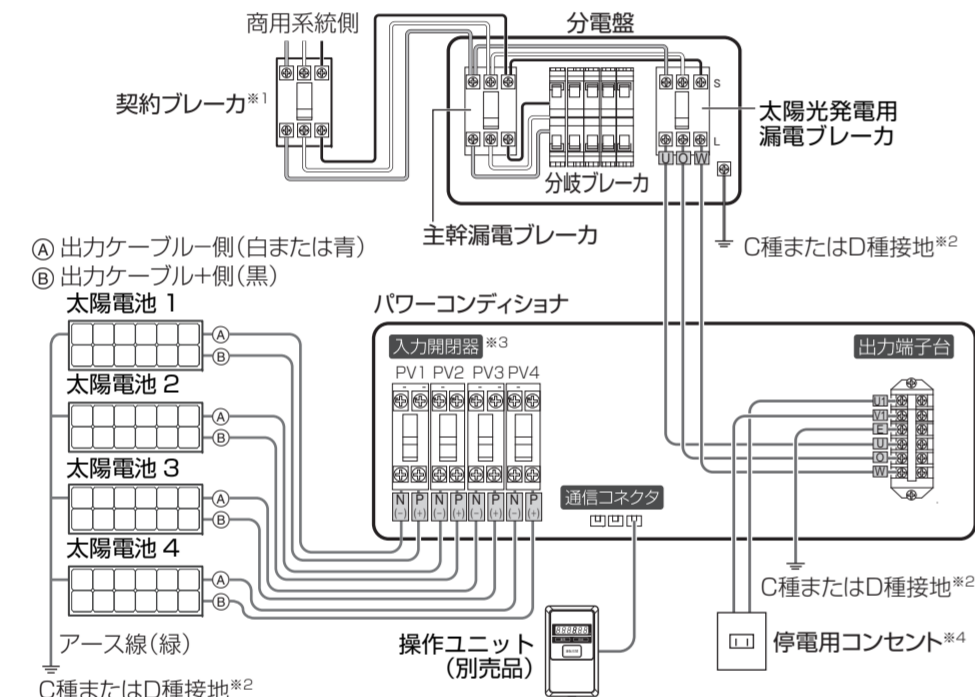 商用系統側
分電盤
契約ブレーカ※1
S
L
太陽光発電用
漏電ブレーカ
U O W
分岐ブレーカ
主幹漏電ブレーカ
C種またはD種接地※2
Ⓐ 出力ケーブルー側(白または青)
Ⓑ 出力ケーブル+側(黒)
パワーコンディショナ
太陽電池 1
A
B
太陽電池 2
A
B
太陽電池 3
A
B
太陽電池 4
A
B
アース線(緑)
C種またはD種接地※2
入力開閉器 ※3
PV1 PV2 PV3 PV4
N P N P N P N P
(−) (+) (−) (+) (−) (+) (−) (+)
通信コネクタ
出力端子台
U1
V1
E
U
O
W
C種またはD種接地※2
操作ユニット
(別売品)
停電用コンセント※4